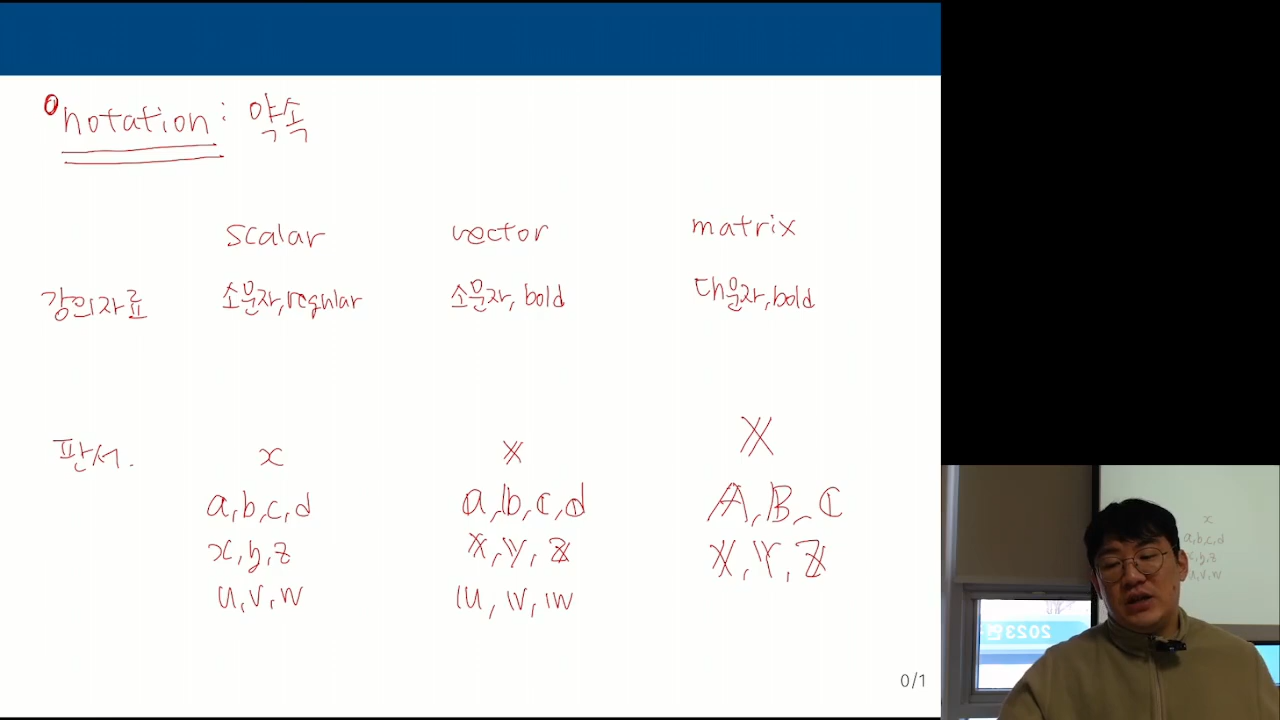 notation: 약속
scalar vector matrix
강의자료 소문자, regular 소문자, bold 대문자, bold
판서. x 𝕩 𝕏
a, b, c, d 𝕒, 𝕓, 𝕔, 𝕕 𝔸, 𝔹, ℂ
x, y, z 𝕩, 𝕪, 𝕫 𝕏, 𝕐, ℤ
u, v, w 𝕦, 𝕧, 𝕨
0/1
x
a,b,c,d
x,y,z
u,v,w
2023